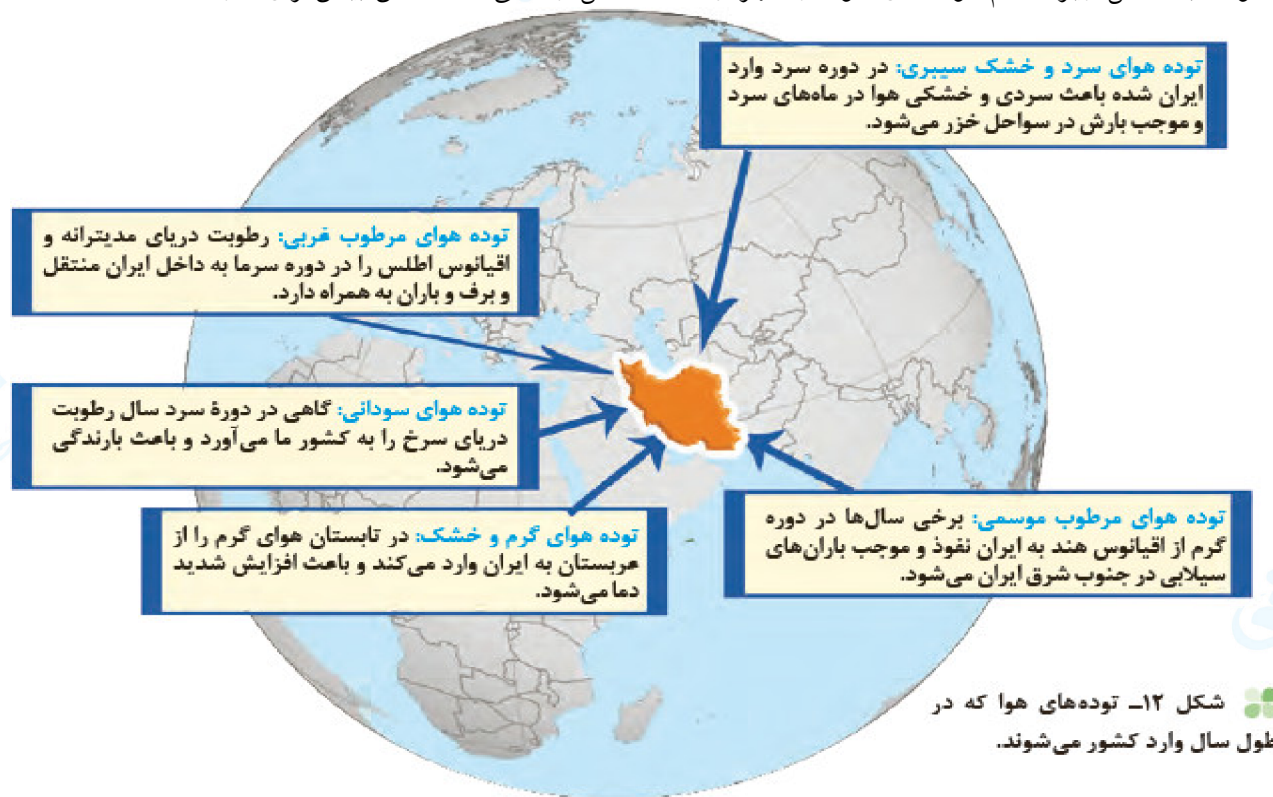 توده هوای سرد و خشک سیبری: در دوره سرد وارد
ایران شده باعث سردی و خشکی هوا در ماه‌های سرد
و موجب بارش در سواحل خزر می‌شود.
توده هوای مرطوب غربی: رطوبت دریای مدیترانه و
اقیانوس اطلس را در دوره سرما به داخل ایران منتقل
و برف و باران به همراه دارد.
توده هوای سودانی: گاهی در دورهٔ سرد سال رطوبت
دریای سرخ را به کشور ما می‌آورد و باعث بارندگی
می‌شود.
توده هوای گرم و خشک: در تابستان هوای گرم را از
عربستان به ایران وارد می‌کند و باعث افزایش شدید
دما می‌شود.
توده هوای مرطوب موسمی: برخی سال‌ها در دوره
گرم از اقیانوس هند به ایران نفوذ و موجب باران‌های
سیلابی در جنوب شرق ایران می‌شود.
شکل ۱۲ـ توده‌های هوا که در
طول سال وارد کشور می‌شوند.